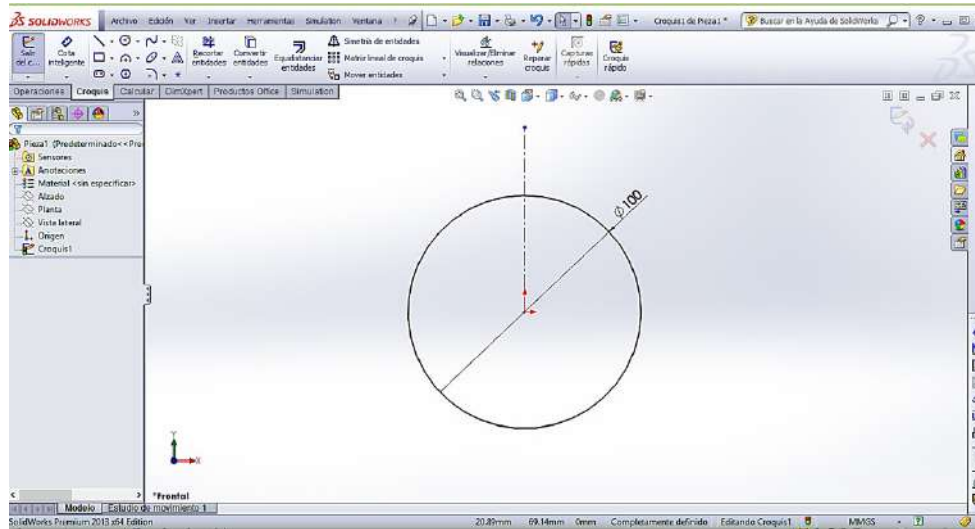 SOLIDWORKS Archivo Edición Ver Insertar Herramientas Simulation Ventana ? Croquis1 de Pieza1 * Buscar en la Ayuda de SolidWorks
Salir del c...
Cota inteligente
Recortar entidades
Convertir entidades
Equidistanciar entidades
Simetría de entidades
Matriz lineal de croquis
Mover entidades
Visualizar/Eliminar relaciones
Reparar croquis
Capturas rápidas
Croquis rápido
Operaciones Croquis Calcular DimXpert Productos Office Simulation
Pieza1 (Predeterminado<<Pre
Sensores
Anotaciones
Material <sin especificar>
Alzado
Planta
Vista lateral
Origen
Croquis1
Ø100
Y
X
*Frontal
Modelo Estudio de movimiento 1
SolidWorks Premium 2013 x64 Edition 20.89mm 69.14mm 0mm Completamente definido Editando Croquis1 MMGS